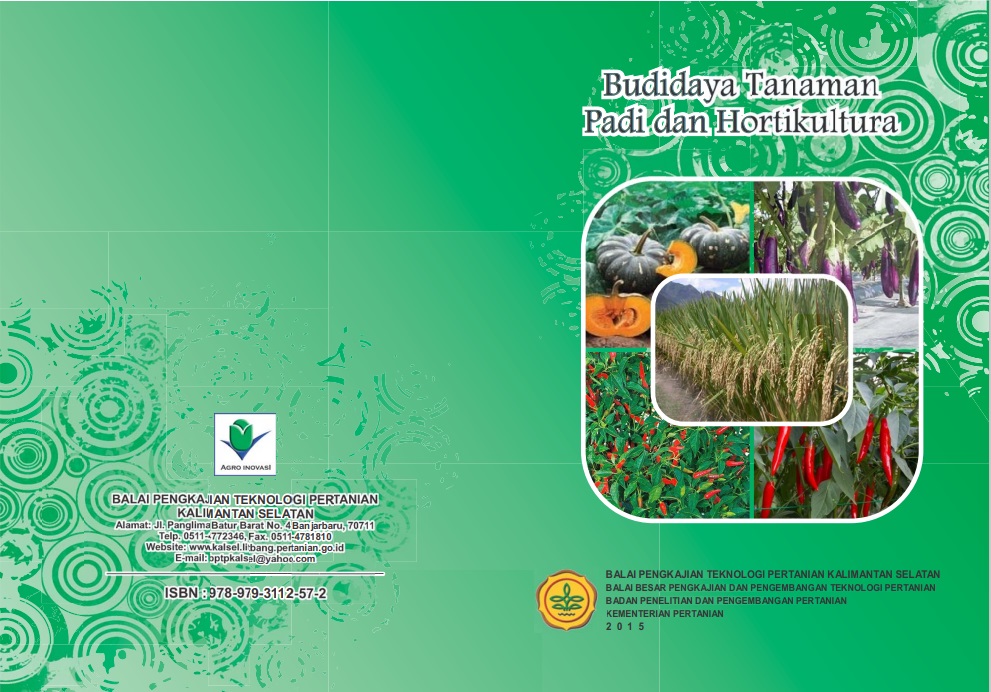 Budidaya Tanaman
Padi dan Hortikultura
AGRO INOVASI
BALAI PENGKAJIAN TEKNOLOGI PERTANIAN
KALIMANTAN SELATAN
Alamat: Jl. Panglima Batur Barat No. 4 Banjarbaru, 70711
Telp. 0511-4772346, Fax. 0511-4781810
Website: www.kalsel.litbang.pertanian.go.id
E-mail: bptpkalsel@yahoo.com
ISBN : 978-979-3112-57-2
BALAI PENGKAJIAN TEKNOLOGI PERTANIAN KALIMANTAN SELATAN
BALAI BESAR PENGKAJIAN DAN PENGEMBANGAN TEKNOLOGI PERTANIAN
BADAN PENELITIAN DAN PENGEMBANGAN PERTANIAN
KEMENTERIAN PERTANIAN
2015